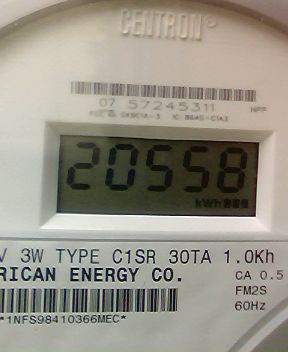 CENTRON®
07 57245311
20558
kWh
V 3W TYPE C1SR 30TA 1.0Kh
RICAN ENERGY CO. CA 0.5
FM2S
*1NFS98410366MEC* 60Hz